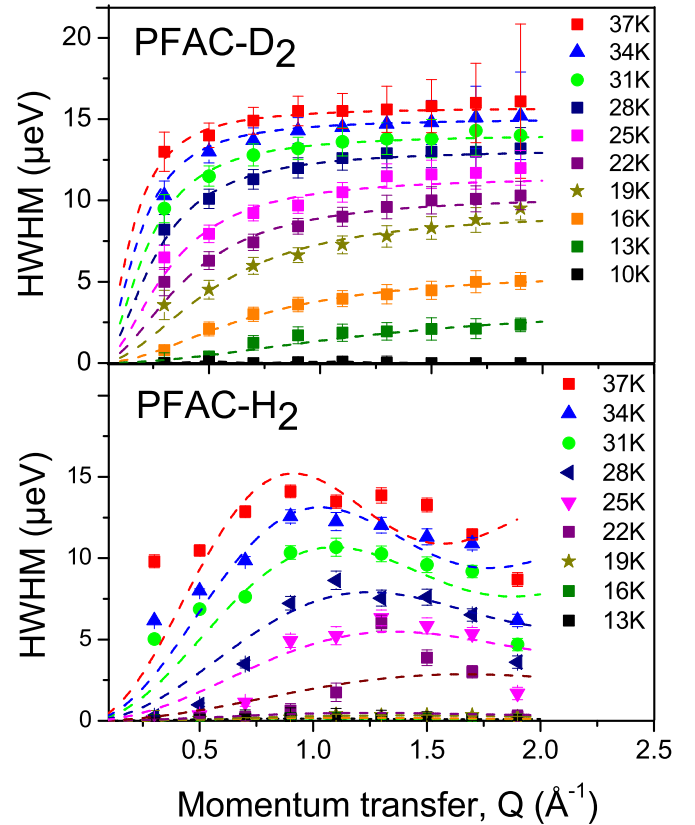 PFAC-D2
HWHM (µeV)
20
15
10
5
0
37K
34K
31K
28K
25K
22K
19K
16K
13K
10K
PFAC-H2
HWHM (µeV)
15
10
5
0
37K
34K
31K
28K
25K
22K
19K
16K
13K
0.5 1.0 1.5 2.0 2.5
Momentum transfer, Q (Å-1)